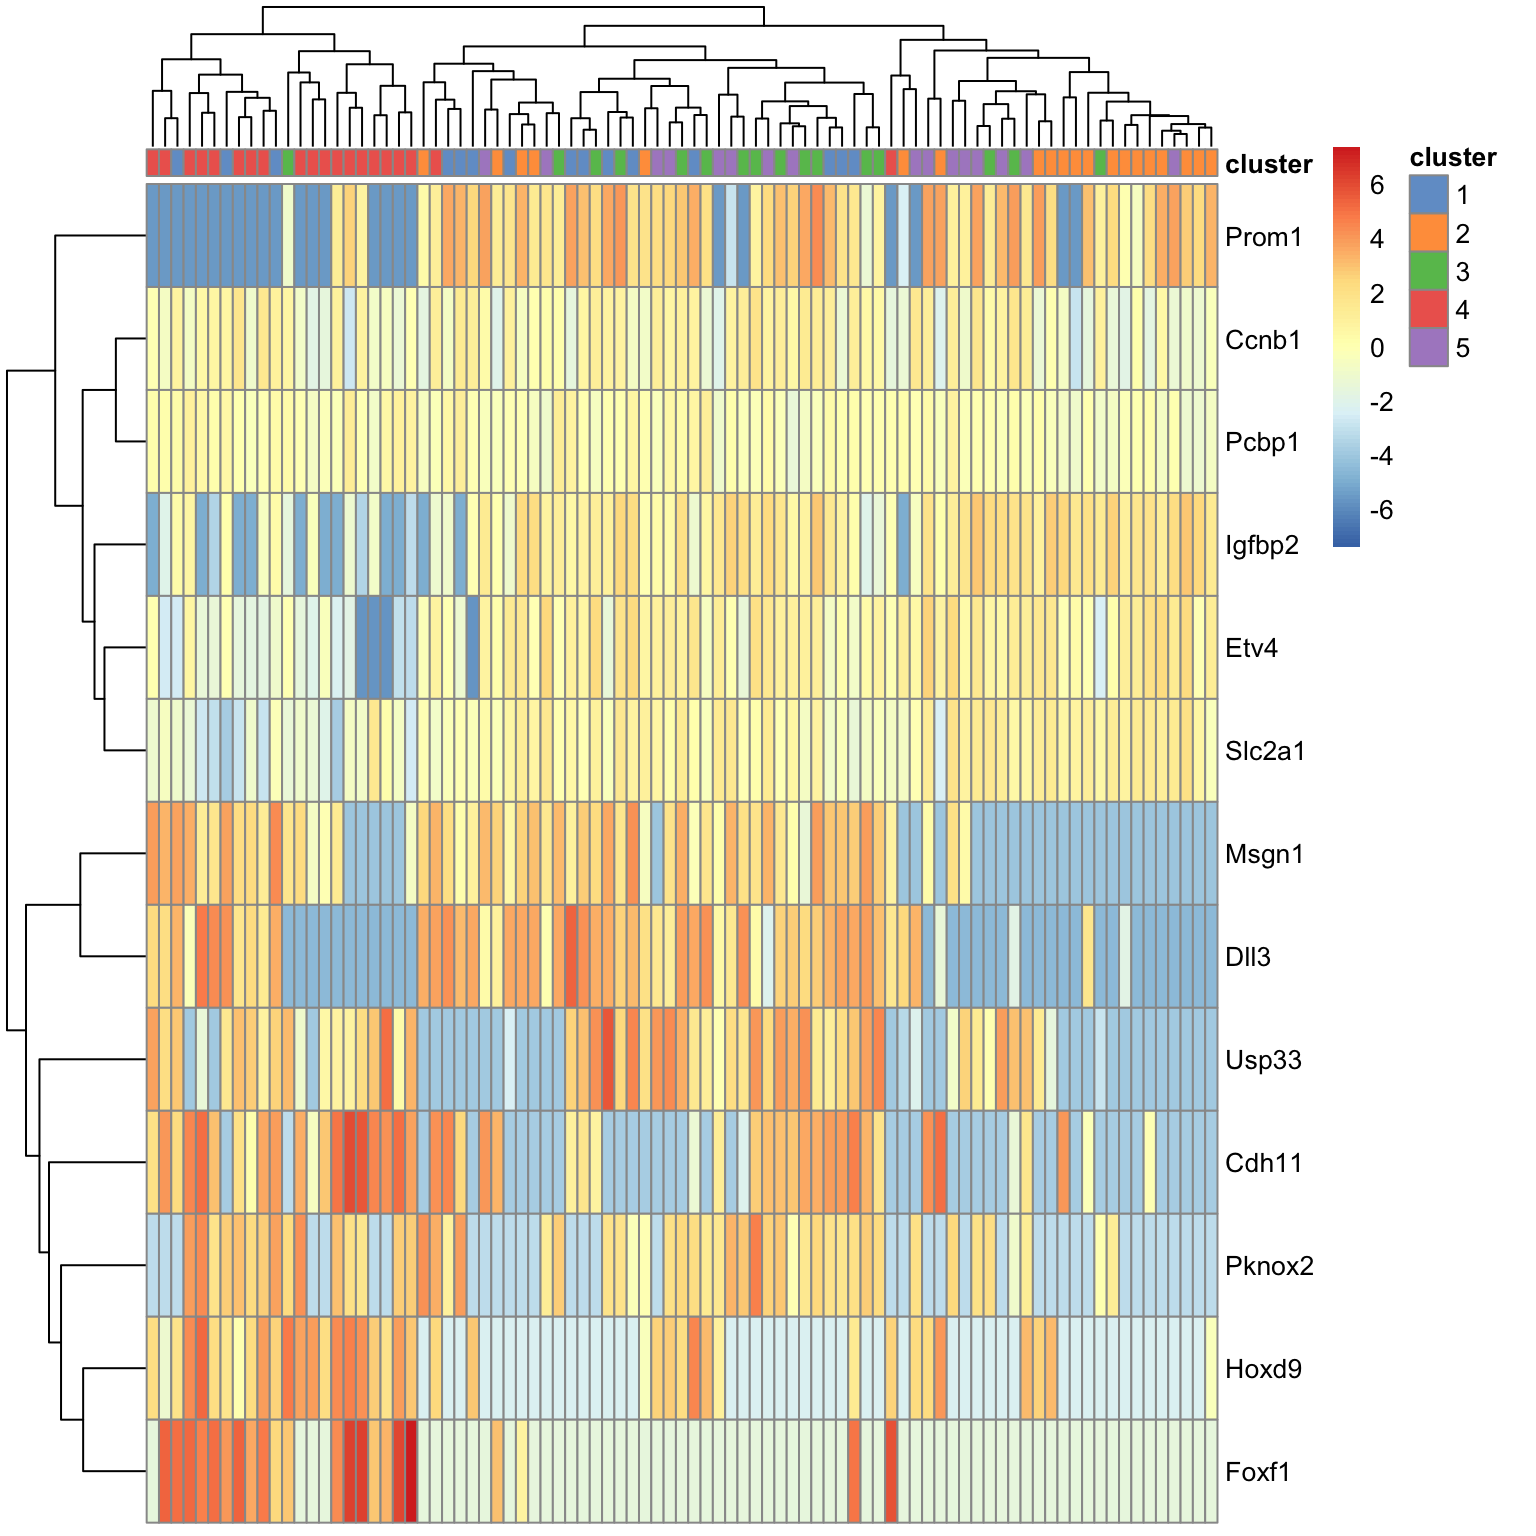 cluster
Prom1
Ccnb1
Pcbp1
Igfbp2
Etv4
Slc2a1
Msgn1
Dll3
Usp33
Cdh11
Pknox2
Hoxd9
Foxf1
6
4
2
0
-2
-4
-6
cluster
1
2
3
4
5